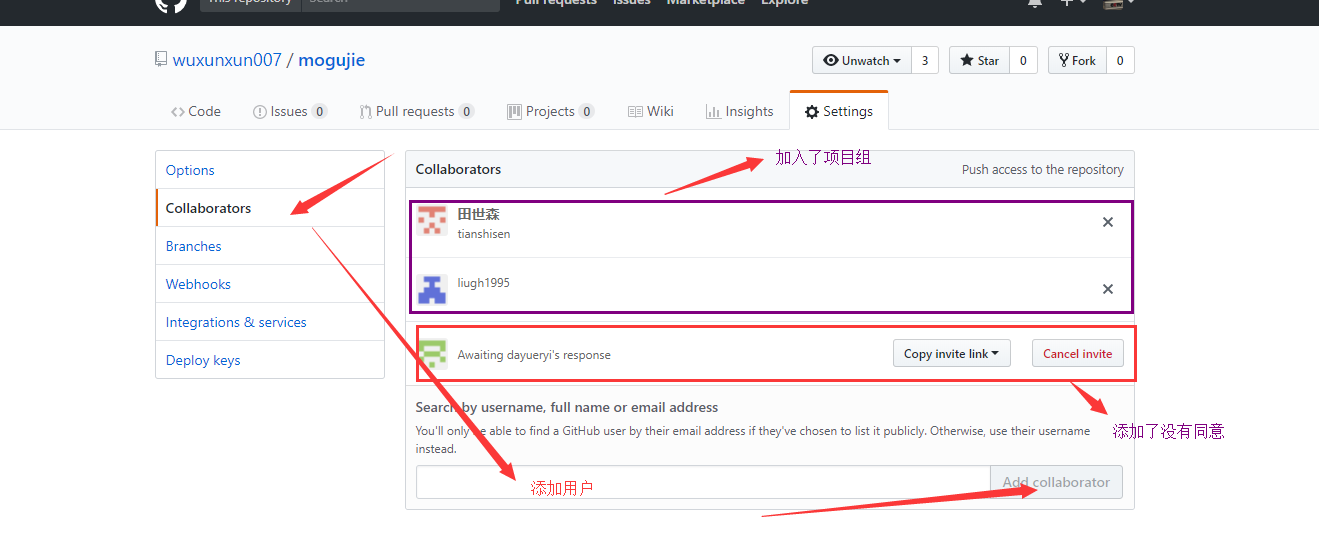 This repository Search Pull requests Issues Marketplace Explore
wuxunxun007 / mogujie
Unwatch 3 Star 0 Fork 0
Code Issues 0 Pull requests 0 Projects 0 Wiki Insights Settings
Options
Collaborators
Branches
Webhooks
Integrations & services
Deploy keys
Collaborators
加入了项目组
Push access to the repository
田世森
tianshisen
liugh1995
Awaiting dayueryi's response
Copy invite link
Cancel invite
Search by username, full name or email address
You'll only be able to find a GitHub user by their email address if they've chosen to list it publicly. Otherwise, use their username
instead.
添加了没有同意
添加用户
Add collaborator